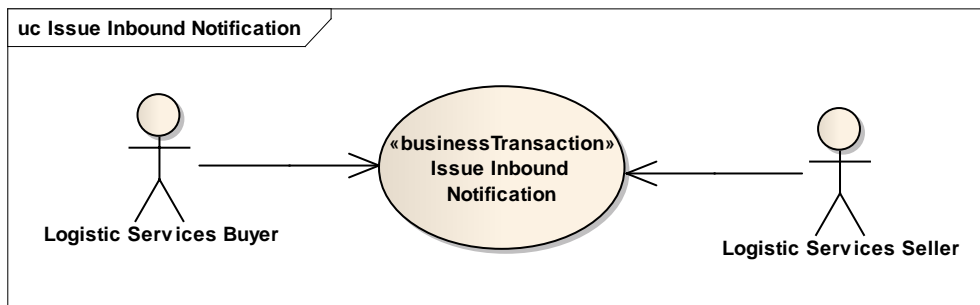 uc Issue Inbound Notification
«businessTransaction»
Issue Inbound
Notification
Logistic Services Buyer
Logistic Services Seller